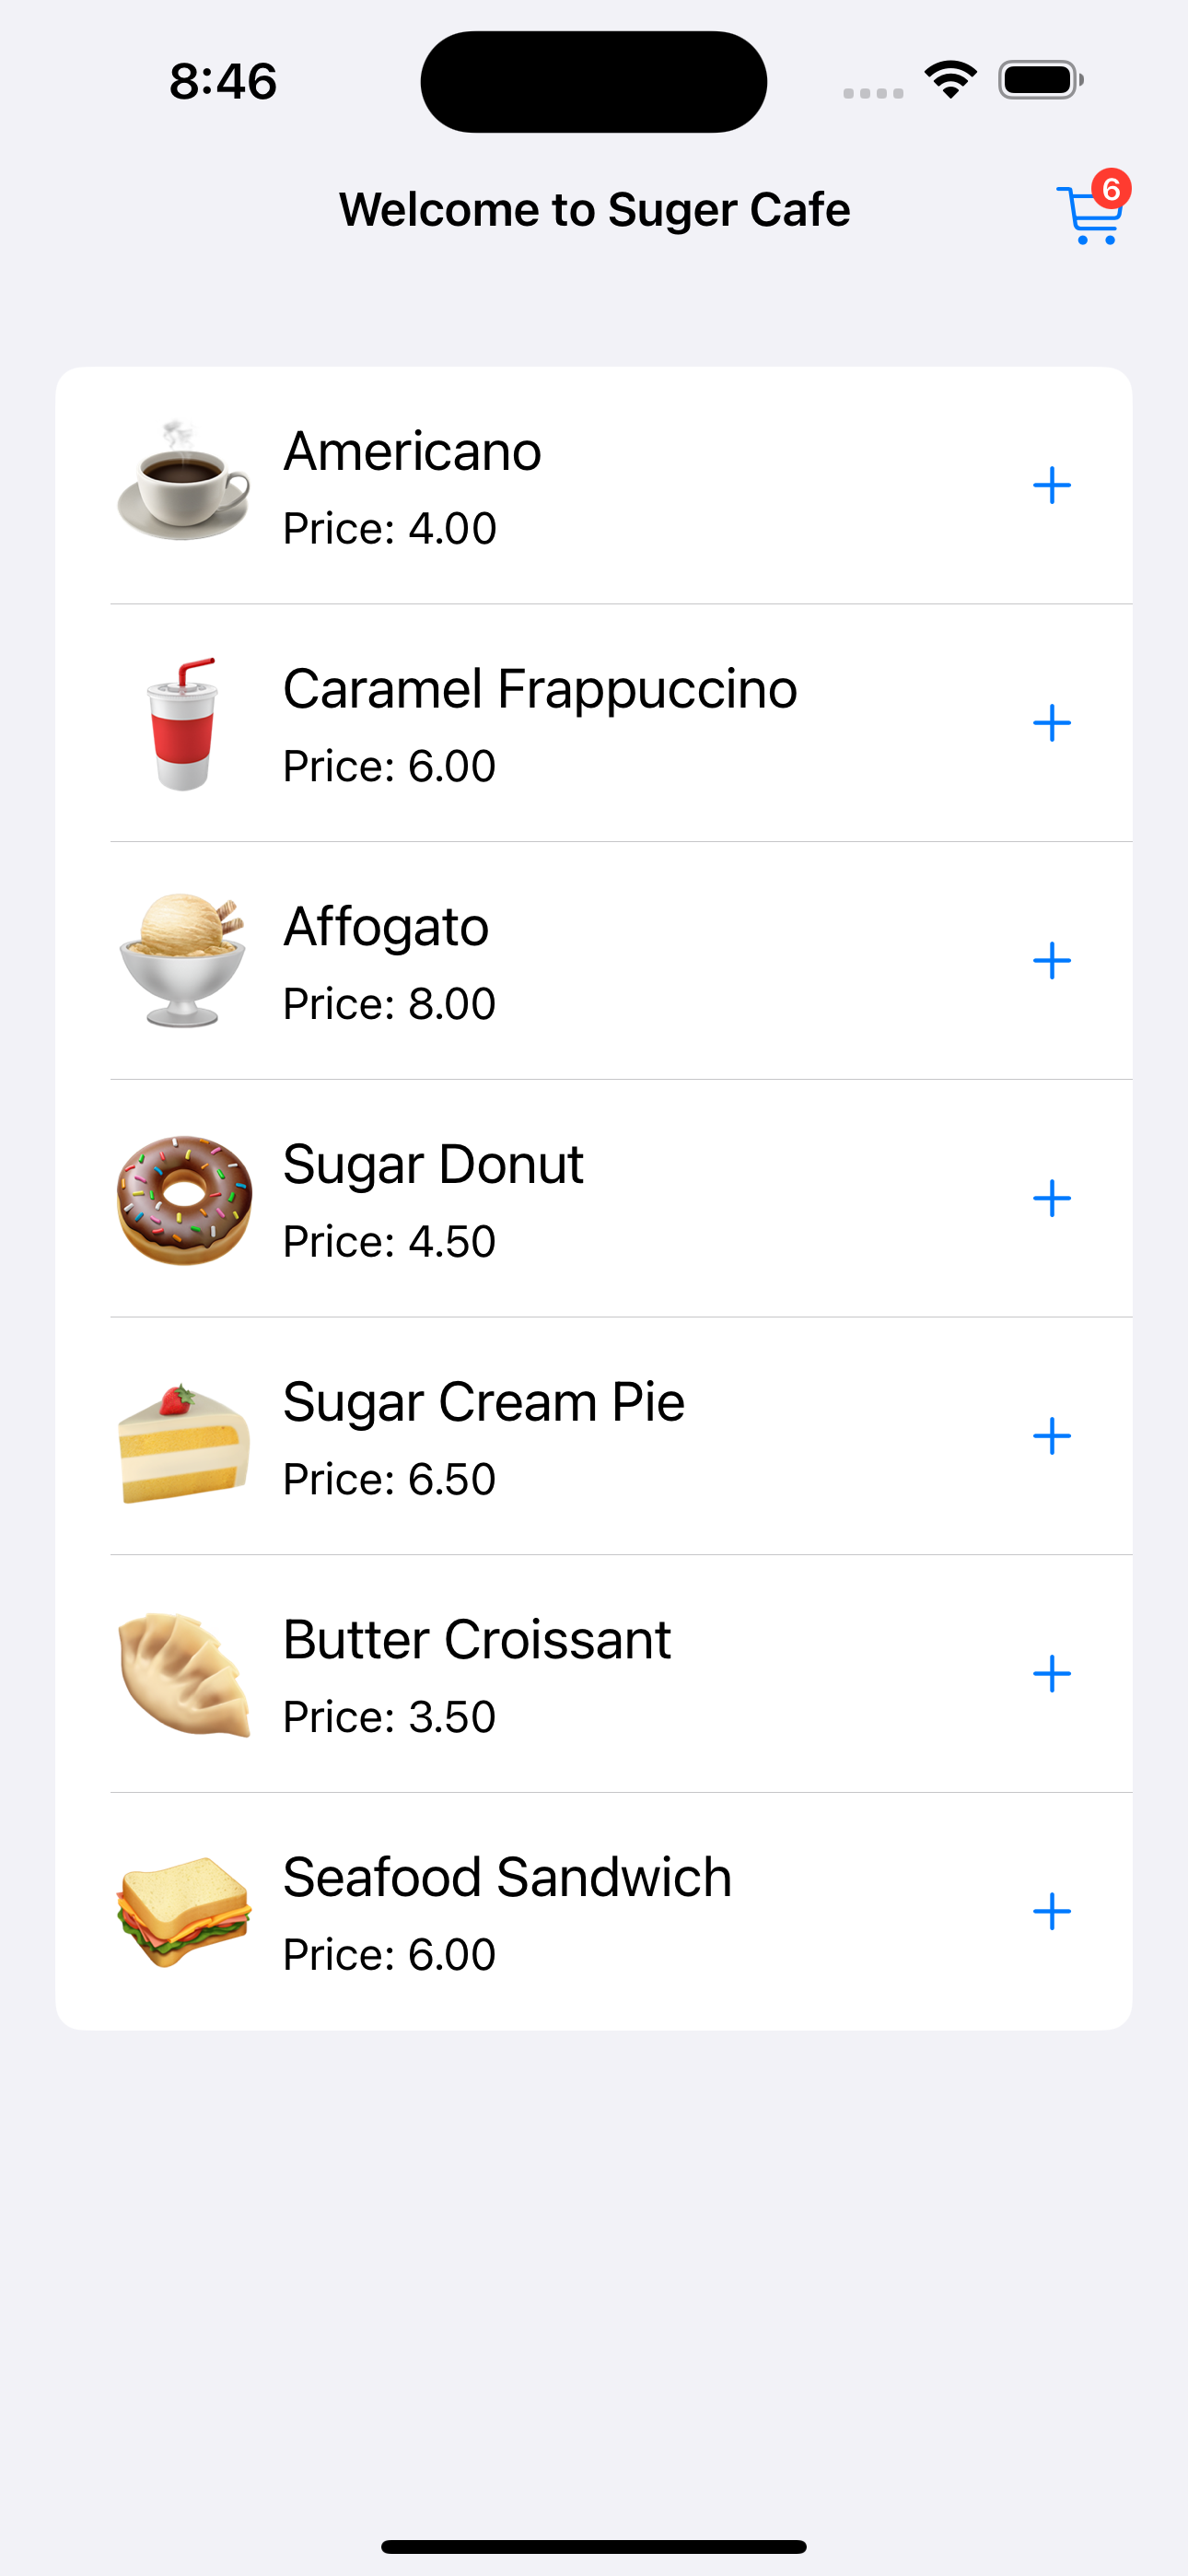 8:46
Welcome to Suger Cafe
6
Americano
Price: 4.00
Caramel Frappuccino
Price: 6.00
Affogato
Price: 8.00
Sugar Donut
Price: 4.50
Sugar Cream Pie
Price: 6.50
Butter Croissant
Price: 3.50
Seafood Sandwich
Price: 6.00